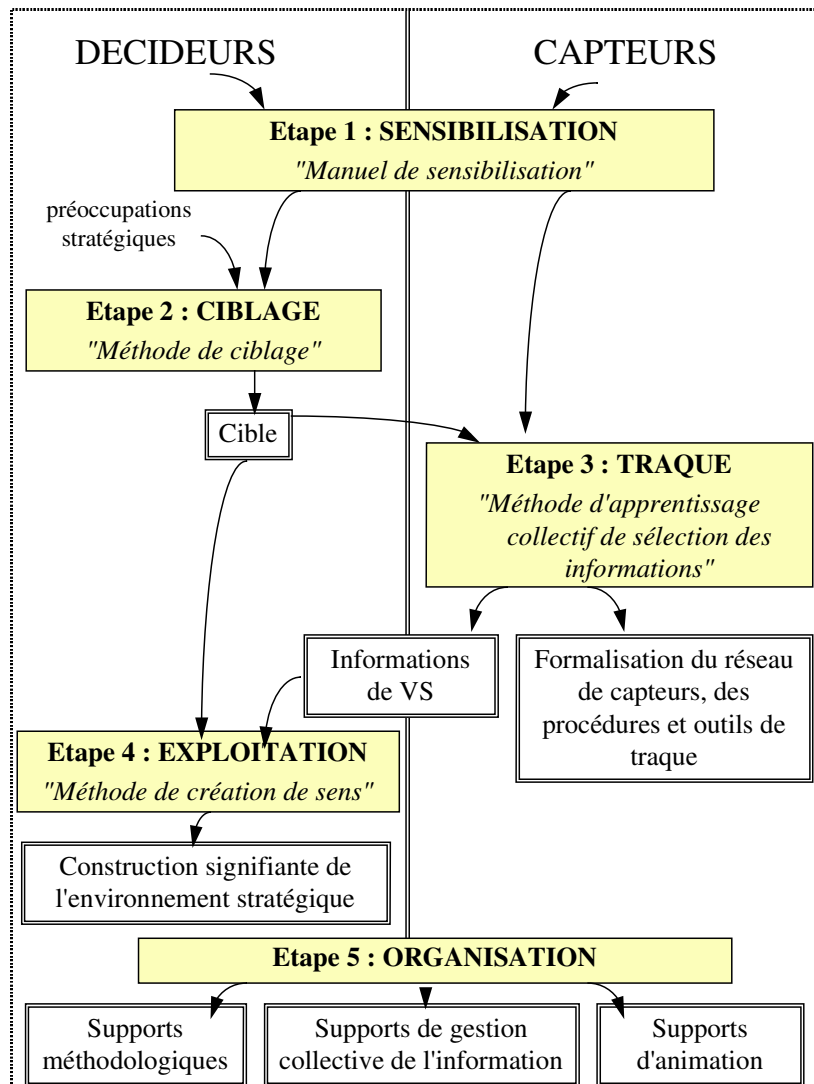 DECIDEURS
CAPTEURS
Etape 1 : SENSIBILISATION
"Manuel de sensibilisation"
préoccupations
stratégiques
Etape 2 : CIBLAGE
"Méthode de ciblage"
Cible
Etape 3 : TRAQUE
"Méthode d'apprentissage
collectif de sélection des
informations"
Informations
de VS
Formalisation du réseau
de capteurs, des
procédures et outils de
traque
Etape 4 : EXPLOITATION
"Méthode de création de sens"
Construction signifiante de
l'environnement stratégique
Etape 5 : ORGANISATION
Supports
méthodologiques
Supports de gestion
collective de l'information
Supports
d'animation